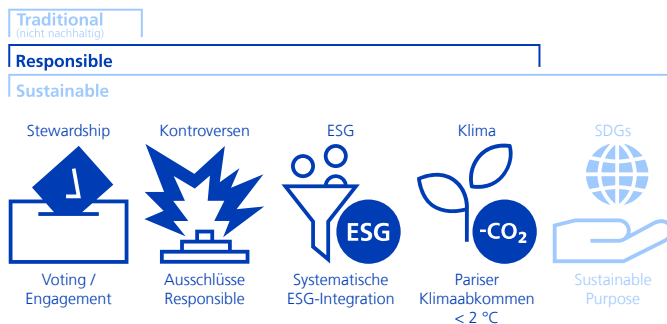 Traditional
(nicht nachhaltig)
Responsible
Sustainable
Stewardship
Kontroversen
ESG
Klima
SDGs
ESG
-CO₂
Voting /
Engagement
Ausschlüsse
Responsible
Systematische
ESG-Integration
Pariser
Klimaabkommen
< 2 °C
Sustainable
Purpose